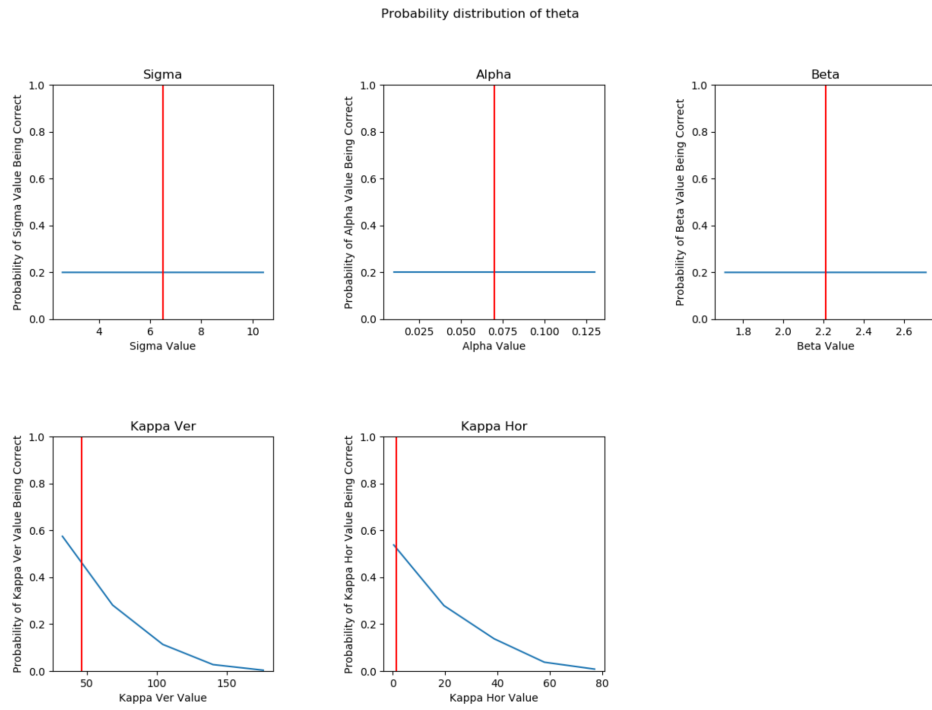 Probability distribution of theta
Sigma
Probability of Sigma Value Being Correct
1.0
0.8
0.6
0.4
0.2
0.0
4 6 8 10
Sigma Value
Alpha
Probability of Alpha Value Being Correct
1.0
0.8
0.6
0.4
0.2
0.0
0.025 0.050 0.075 0.100 0.125
Alpha Value
Beta
Probability of Beta Value Being Correct
1.0
0.8
0.6
0.4
0.2
0.0
1.8 2.0 2.2 2.4 2.6
Beta Value
Kappa Ver
Probability of Kappa Ver Value Being Correct
1.0
0.8
0.6
0.4
0.2
0.0
50 100 150
Kappa Ver Value
Kappa Hor
Probability of Kappa Hor Value Being Correct
1.0
0.8
0.6
0.4
0.2
0.0
0 20 40 60 80
Kappa Hor Value